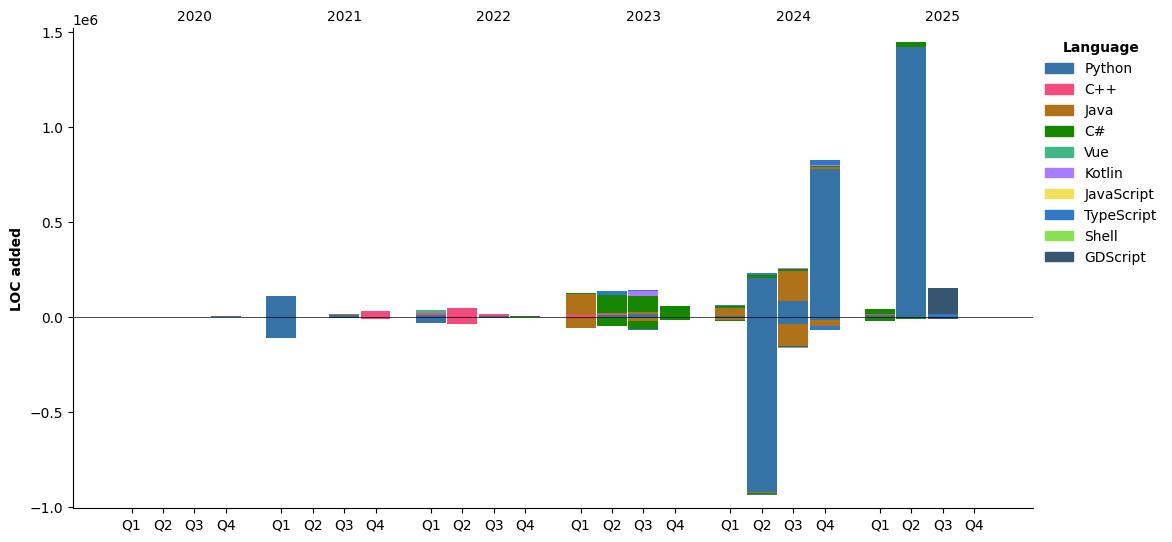 1e6
2020 2021 2022 2023 2024 2025
1.5
1.0
0.5
0.0
−0.5
−1.0
LOC added
Q1 Q2 Q3 Q4 Q1 Q2 Q3 Q4 Q1 Q2 Q3 Q4 Q1 Q2 Q3 Q4 Q1 Q2 Q3 Q4 Q1 Q2 Q3 Q4
Language
Python
C++
Java
C#
Vue
Kotlin
JavaScript
TypeScript
Shell
GDScript